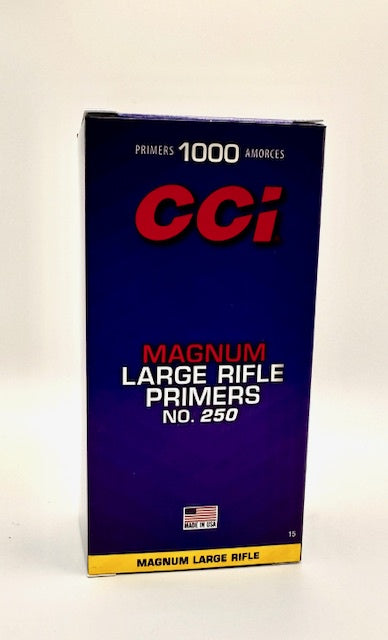 PRIMERS 1000 AMORCES
CCI
MAGNUM
LARGE RIFLE
PRIMERS
NO. 250
MADE IN USA
15
MAGNUM LARGE RIFLE